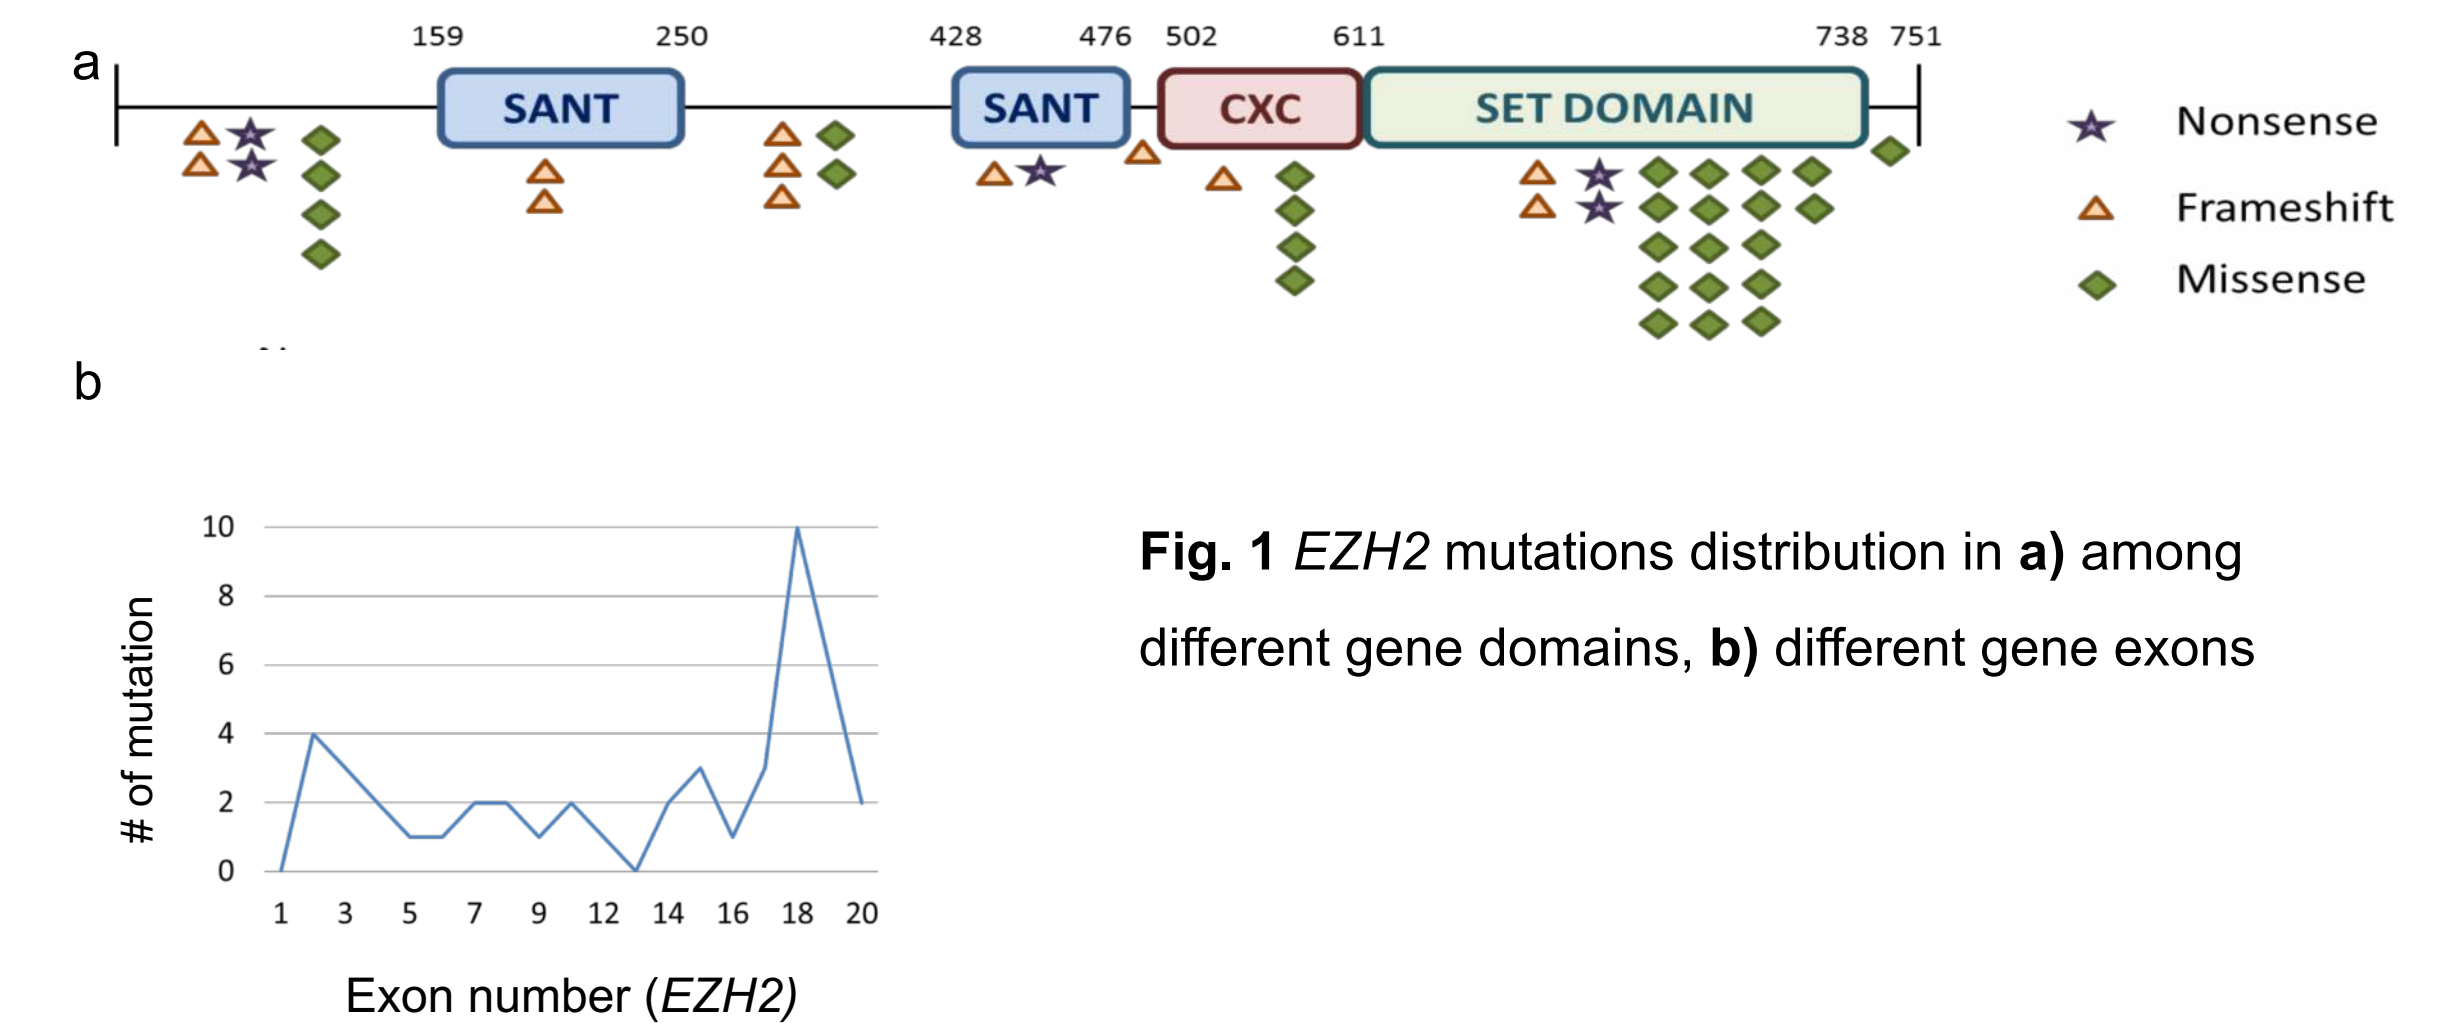 a
159 250 428 476 502 611 738 751
SANT SANT CXC SET DOMAIN
Nonsense
Frameshift
Missense
b
10
8
6
4
2
0
# of mutation
1 3 5 7 9 12 14 16 18 20
Exon number (EZH2)
Fig. 1 EZH2 mutations distribution in a) among
different gene domains, b) different gene exons